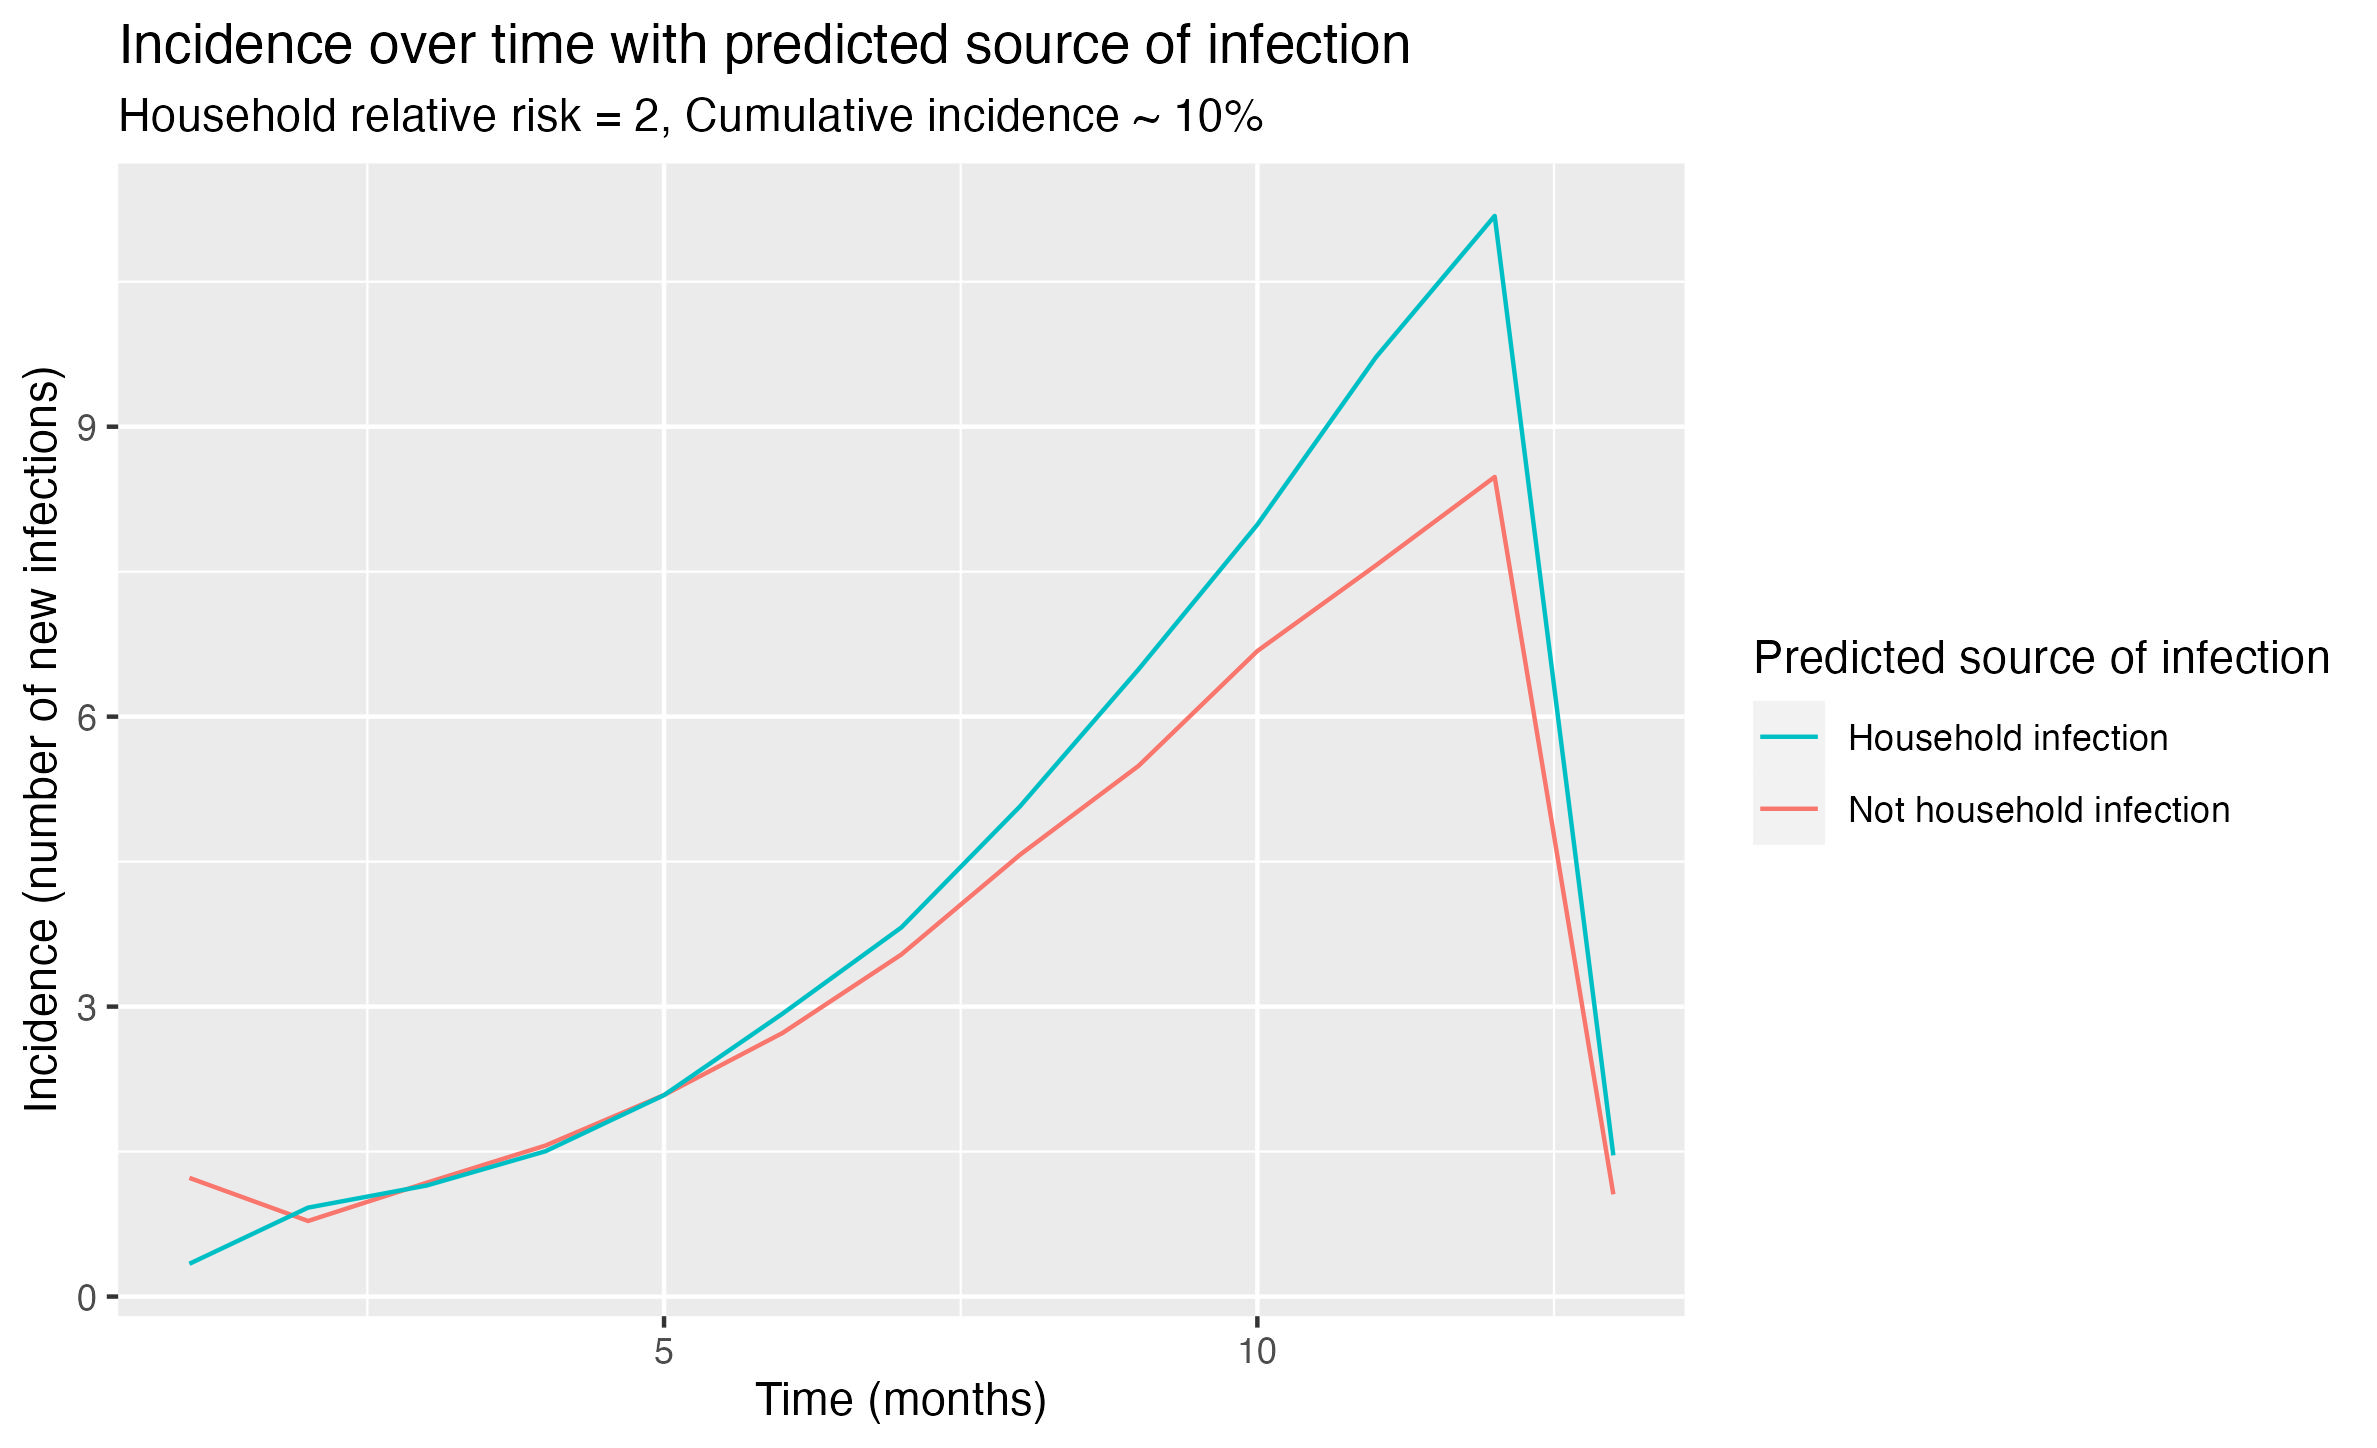 Incidence over time with predicted source of infection
Household relative risk = 2, Cumulative incidence ~ 10%
Incidence (number of new infections)
9
6
3
0
5
10
Time (months)
Predicted source of infection
Household infection
Not household infection